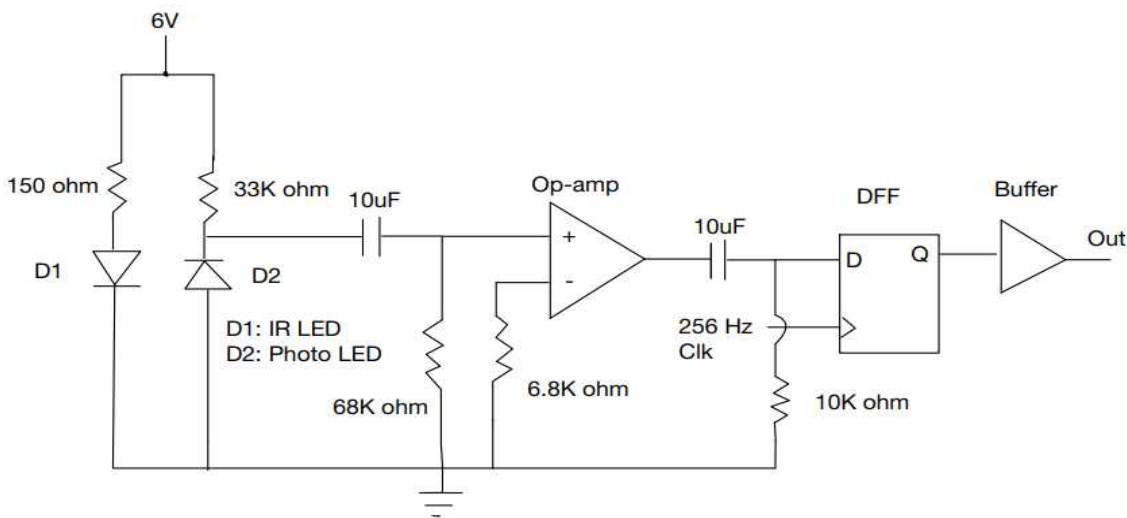 6V
150 ohm
33K ohm
10uF
Op-amp
10uF
DFF
Buffer
D1
D2
+
-
D
Q
Out
D1: IR LED
D2: Photo LED
256 Hz
Clk
68K ohm
6.8K ohm
10K ohm